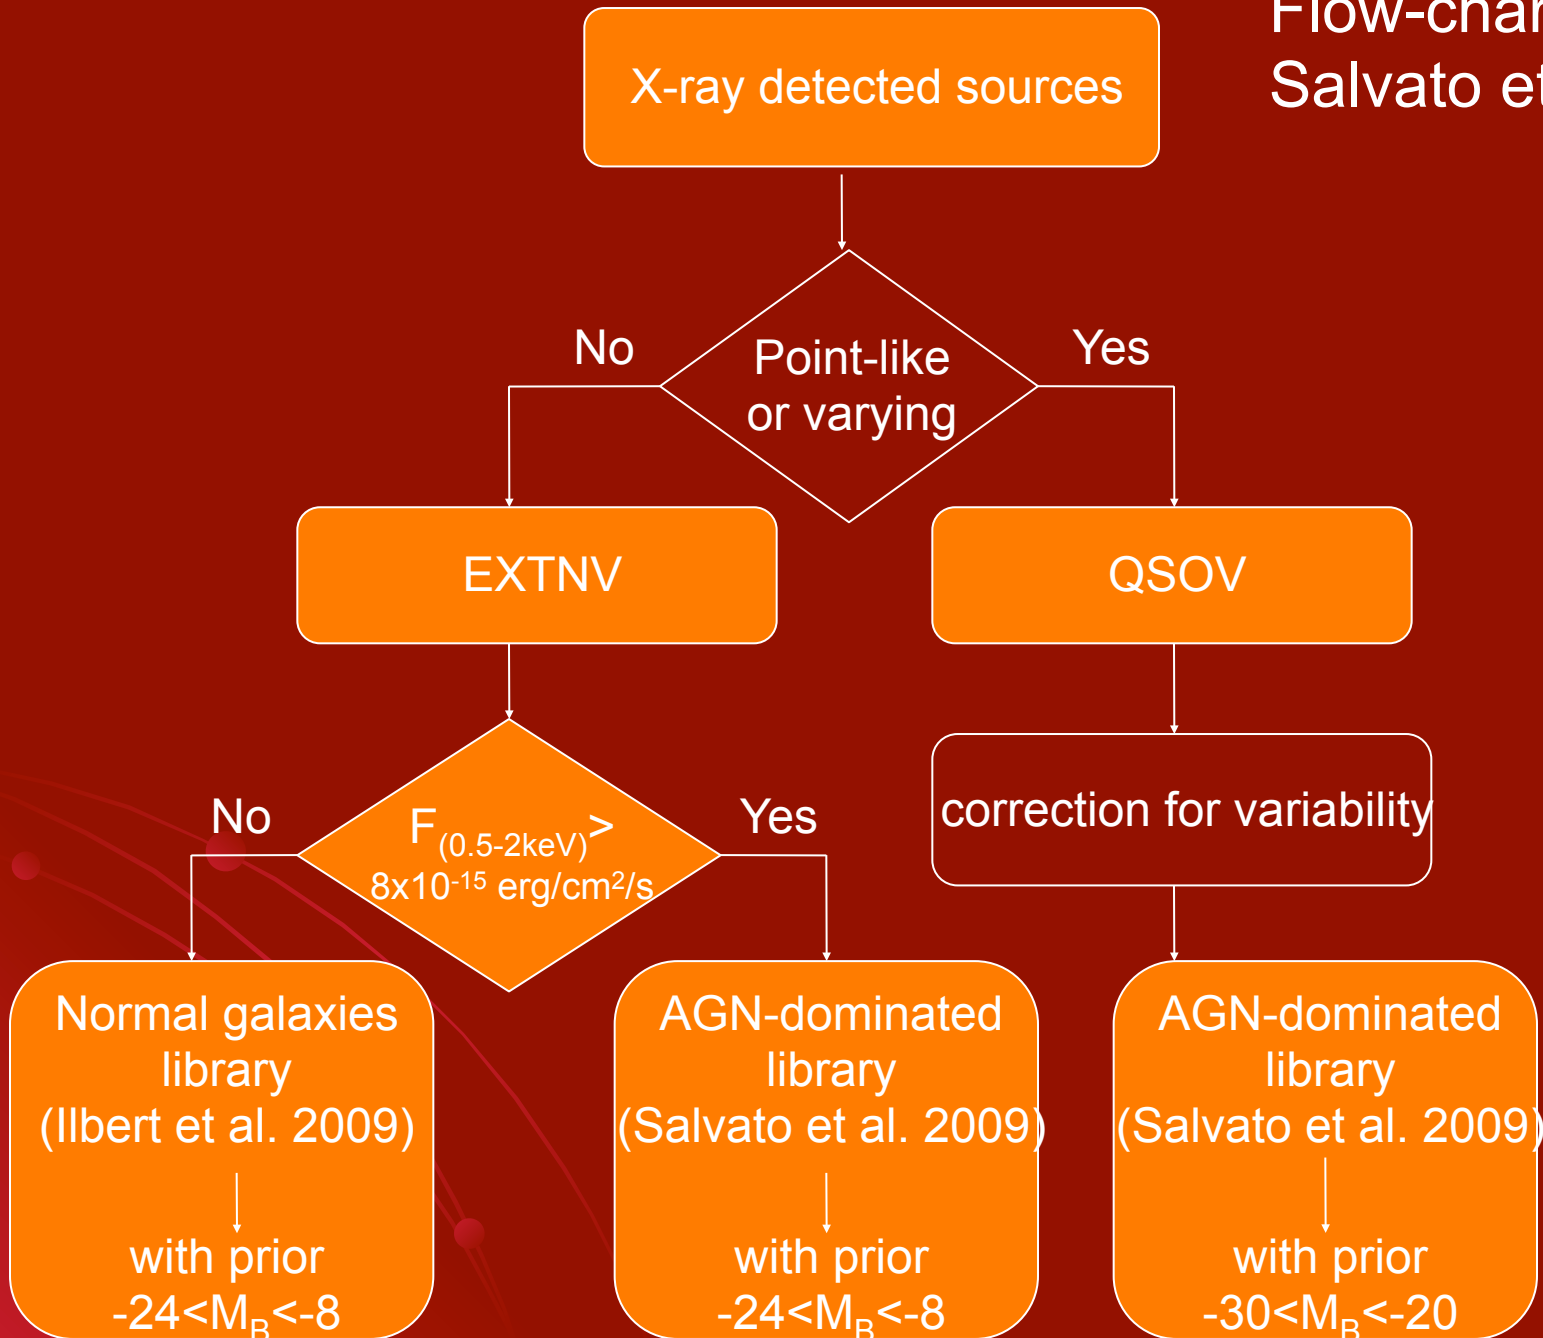 Salvato et
X-ray detected sources
No
Point-like
or varying
Yes
EXTNV
QSOV
No
F(0.5-2keV)>
8x10-15 erg/cm2/s
Yes
correction for variability
Normal galaxies
library
(Ilbert et al. 2009)
with prior
-24<MB<-8
AGN-dominated
library
(Salvato et al. 2009)
with prior
-24<MB<-8
AGN-dominated
library
(Salvato et al. 2009)
with prior
-30<MB<-20